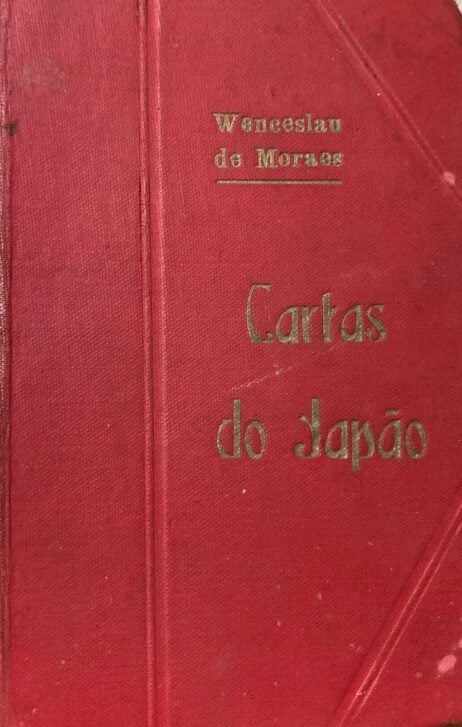 Wenceslau
de Moraes
Cartas
do Japão